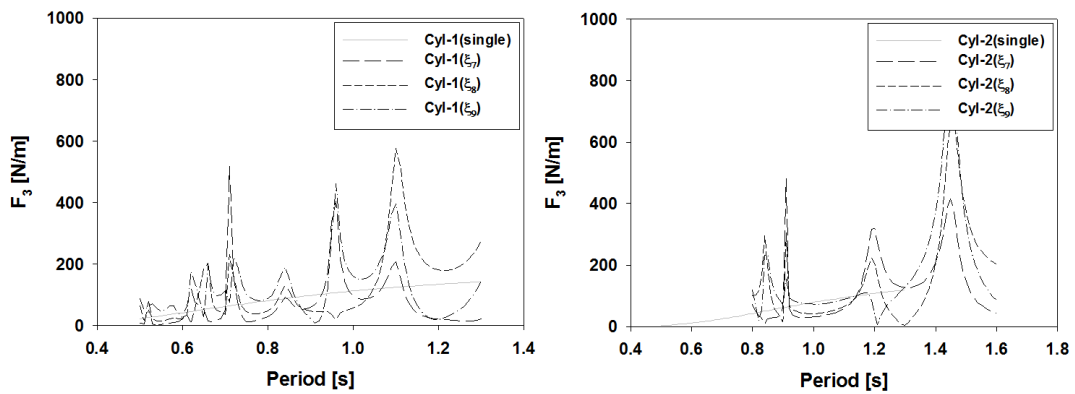 1000
800
600
400
200
0
F₃ [N/m]
Cyl-1(single)
Cyl-1(ξ₇)
Cyl-1(ξ₈)
Cyl-1(ξ₉)
0.4 0.6 0.8 1.0 1.2 1.4
Period [s]
1000
800
600
400
200
0
F₃ [N/m]
Cyl-2(single)
Cyl-2(ξ₇)
Cyl-2(ξ₈)
Cyl-2(ξ₉)
0.4 0.6 0.8 1.0 1.2 1.4 1.6 1.8
Period [s]